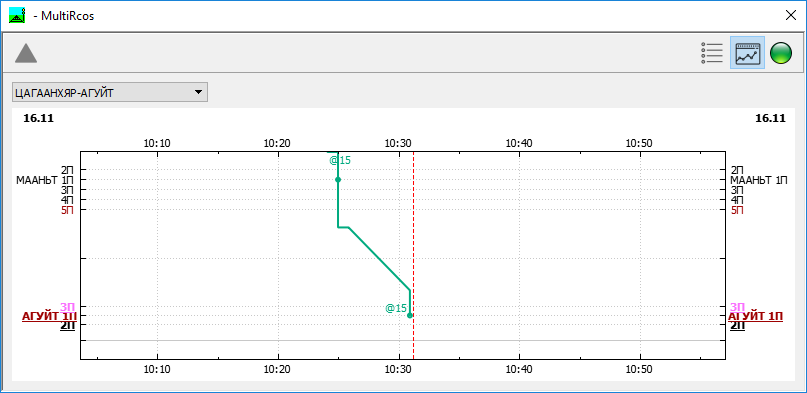 - MultiRcos
ЦАГААНХЯР-АГУЙТ
16.11 16.11
10:10 10:20 10:30 10:40 10:50
@15
2П 2П
МААНЬТ 1П МААНЬТ 1П
3П 3П
4П 4П
5П 5П
3П 3П
@15
АГУЙТ 1П АГУЙТ 1П
2П 2П
10:10 10:20 10:30 10:40 10:50